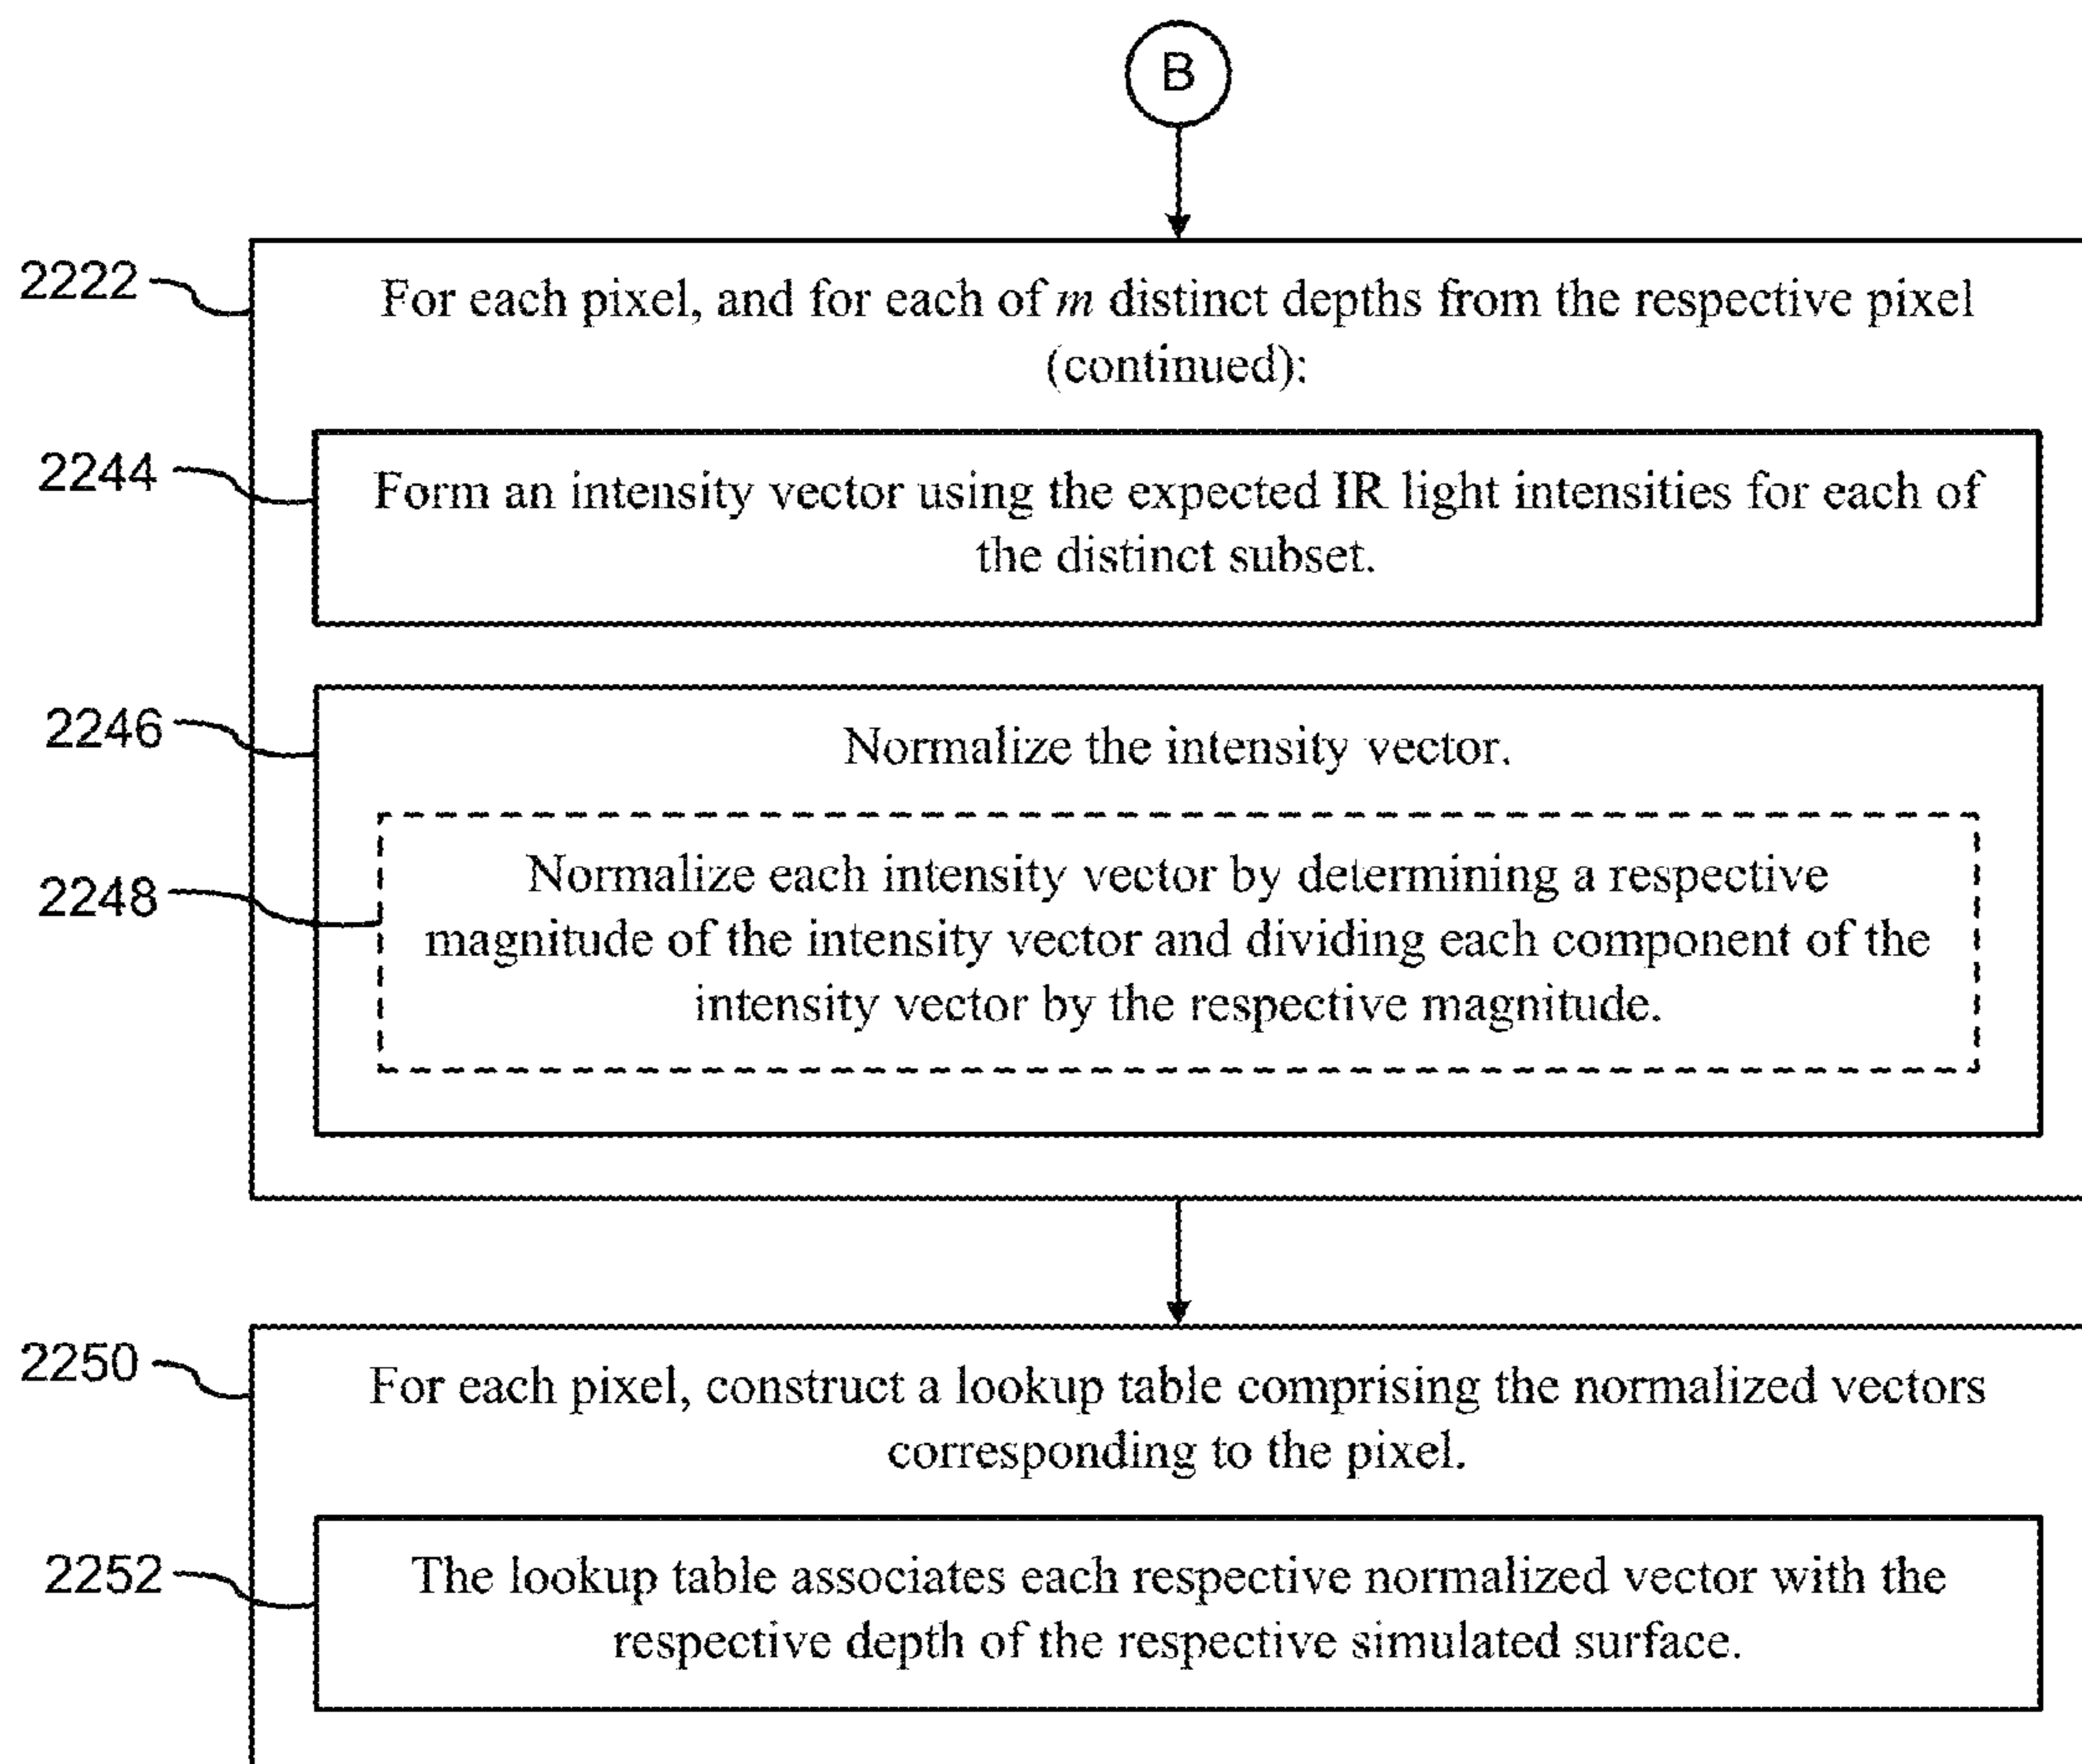 B
2222
For each pixel, and for each of m distinct depths from the respective pixel
(continued):
2244
Form an intensity vector using the expected IR light intensities for each of
the distinct subset.
2246
Normalize the intensity vector.
2248
Normalize each intensity vector by determining a respective
magnitude of the intensity vector and dividing each component of the
intensity vector by the respective magnitude.
2250
For each pixel, construct a lookup table comprising the normalized vectors
corresponding to the pixel.
2252
The lookup table associates each respective normalized vector with the
respective depth of the respective simulated surface.